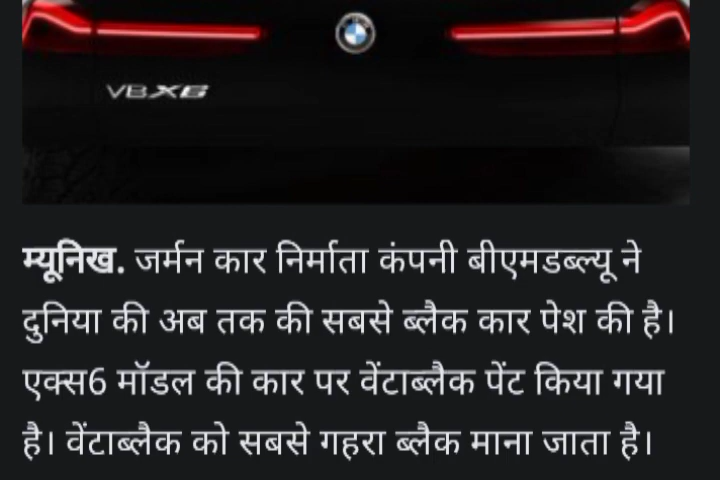 VBX6
म्यूनिख. जर्मन कार निर्माता कंपनी बीएमडब्ल्यू ने
दुनिया की अब तक की सबसे ब्लैक कार पेश की है।
एक्स6 मॉडल की कार पर वेंटाब्लैक पेंट किया गया
है। वेंटाब्लैक को सबसे गहरा ब्लैक माना जाता है।